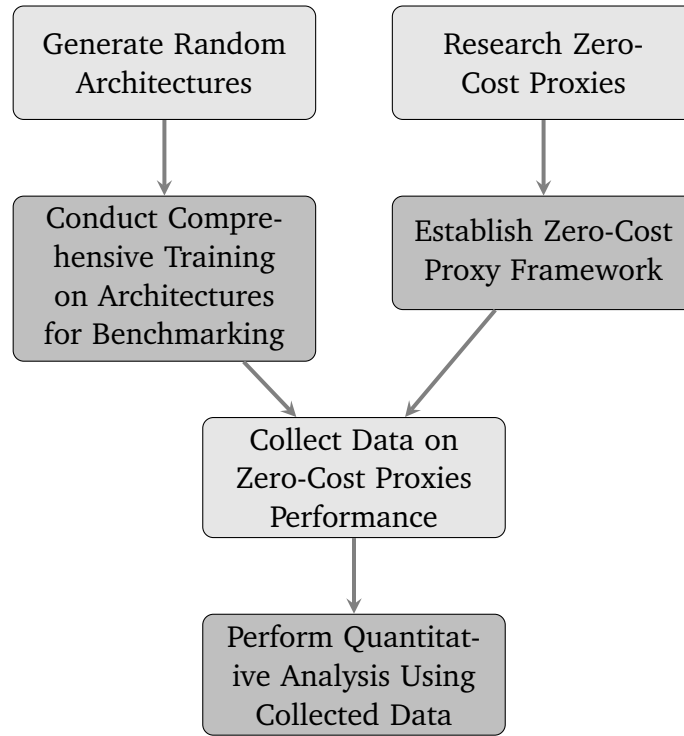 Generate Random
Architectures
Research Zero-
Cost Proxies
Conduct Compre-
hensive Training
on Architectures
for Benchmarking
Establish Zero-Cost
Proxy Framework
Collect Data on
Zero-Cost Proxies
Performance
Perform Quantitat-
ive Analysis Using
Collected Data